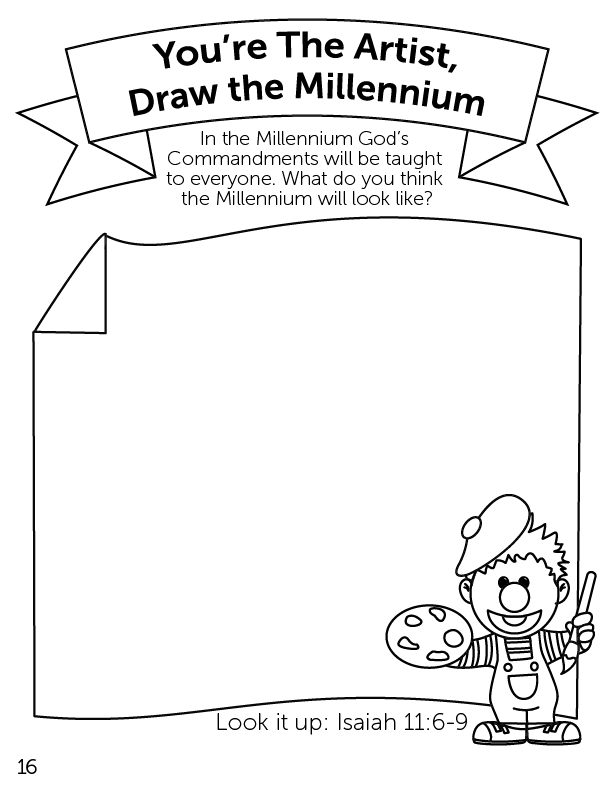 You're The Artist,
Draw the Millennium
In the Millennium God's
Commandments will be taught
to everyone. What do you think
the Millennium will look like?
Look it up: Isaiah 11:6-9
16